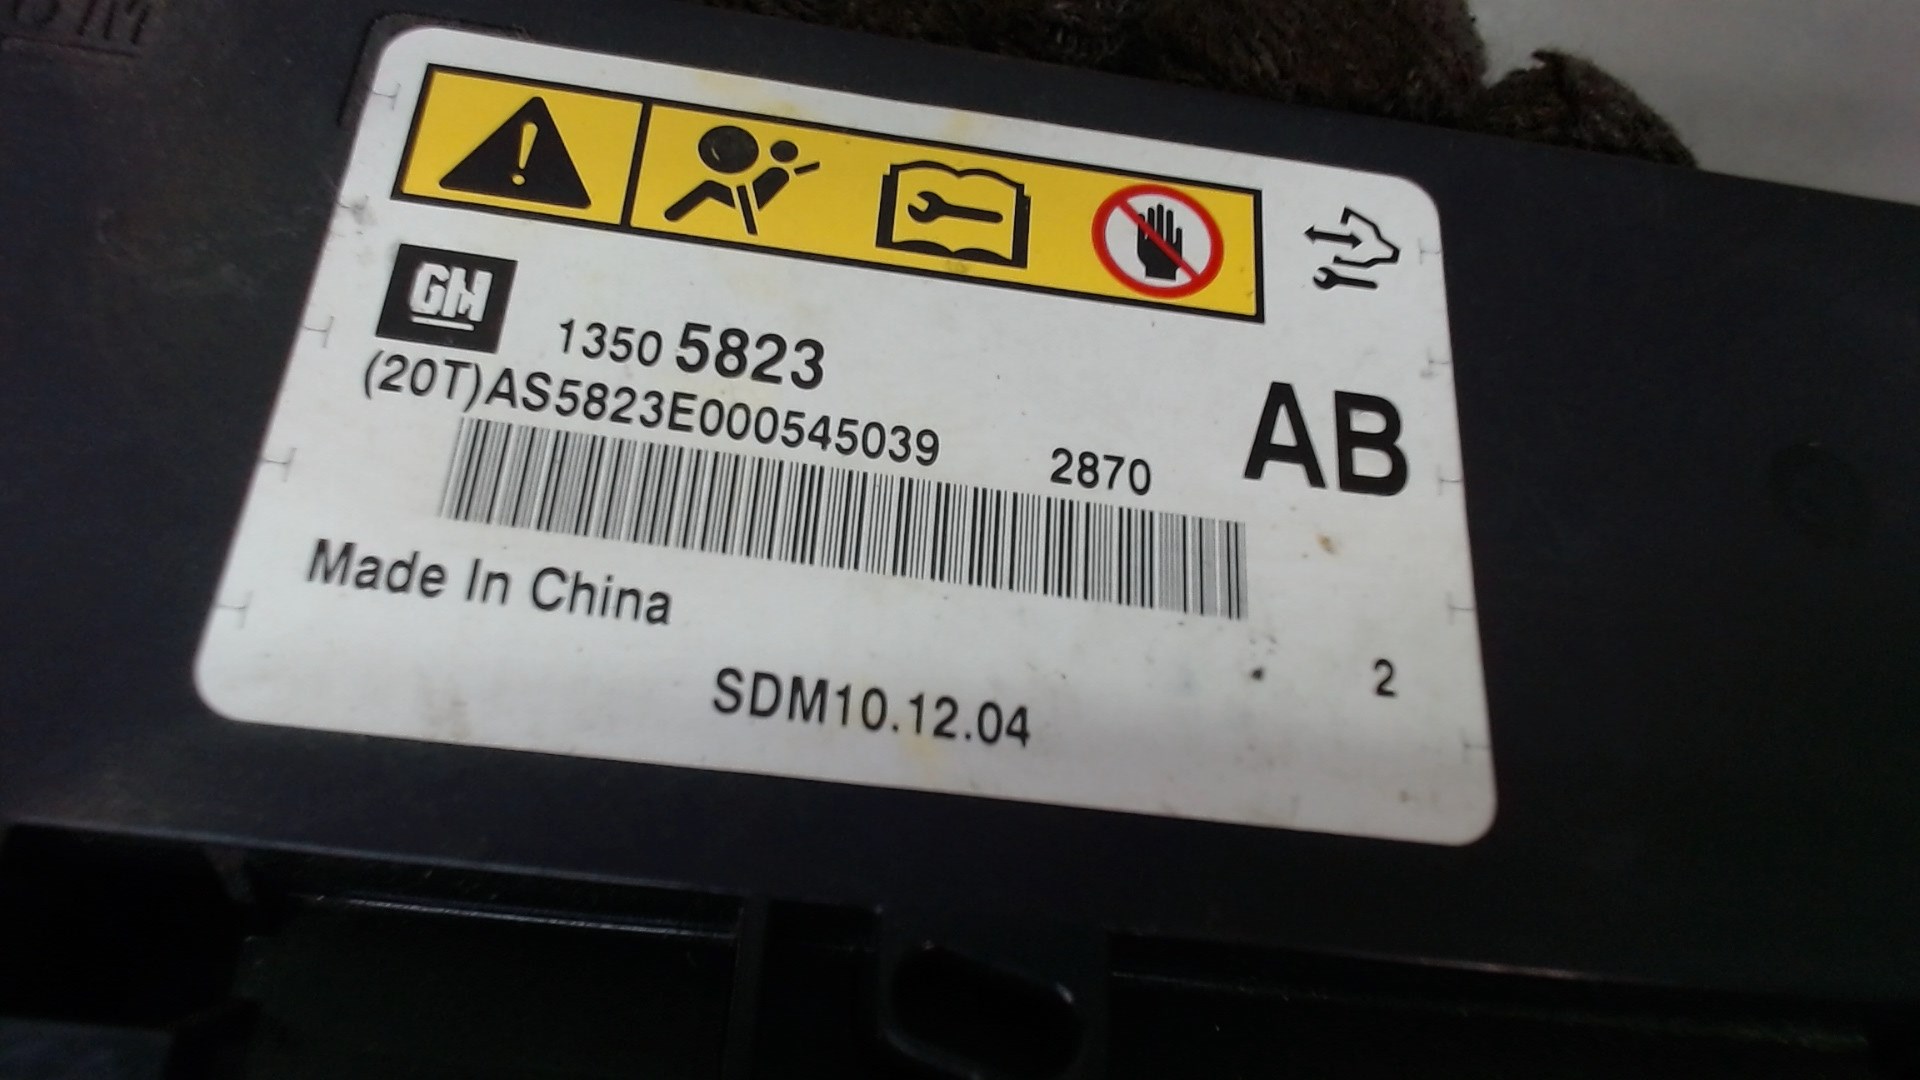 GM
1350 5823
(20T)AS5823E000545039
2870
AB
Made In China
2
SDM10.12.04